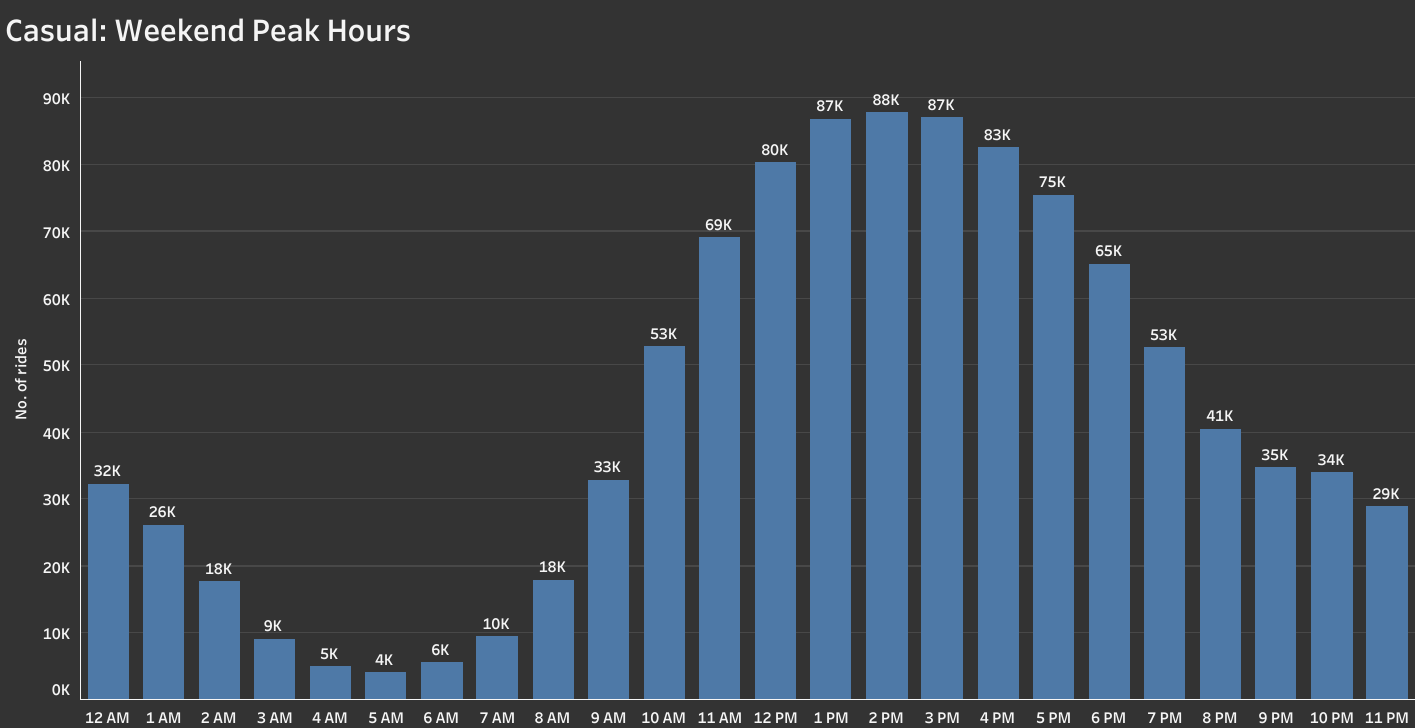 Casual: Weekend Peak Hours
90K
80K
70K
60K
50K
40K
30K
20K
10K
0K
No. of rides
32K
26K
18K
9K
5K
4K
6K
10K
18K
33K
53K
69K
80K
87K
88K
87K
83K
75K
65K
53K
41K
35K
34K
29K
12 AM 1 AM 2 AM 3 AM 4 AM 5 AM 6 AM 7 AM 8 AM 9 AM 10 AM 11 AM 12 PM 1 PM 2 PM 3 PM 4 PM 5 PM 6 PM 7 PM 8 PM 9 PM 10 PM 11 PM